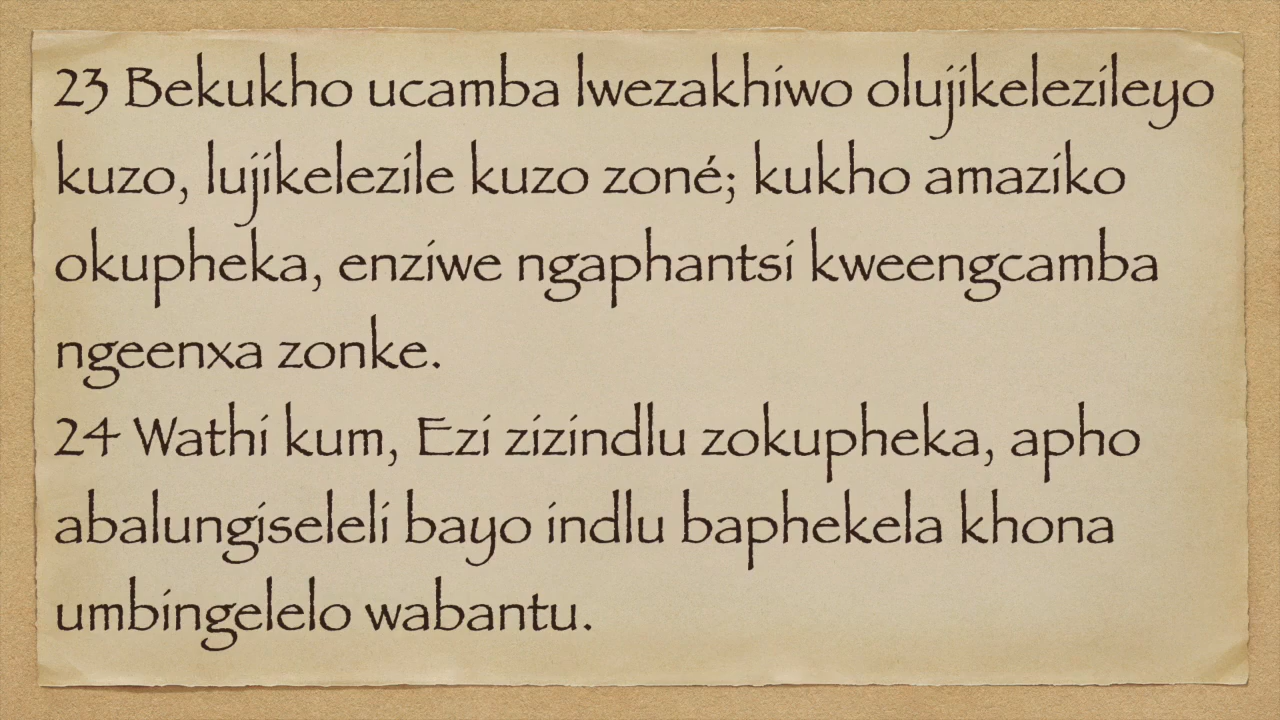 23 Bekukho ucamba lwezakhiwo olujikelezileyo
kuzo, lujikelezile kuzo zoné; kukho amaziko
okupheka, enziwe ngaphantsi kweengcamba
ngeenxa zonke.
24 Wathi kum, Ezi zizindlu zokupheka, apho
abalungiseleli bayo indlu baphekela khona
umbingelelo wabantu.